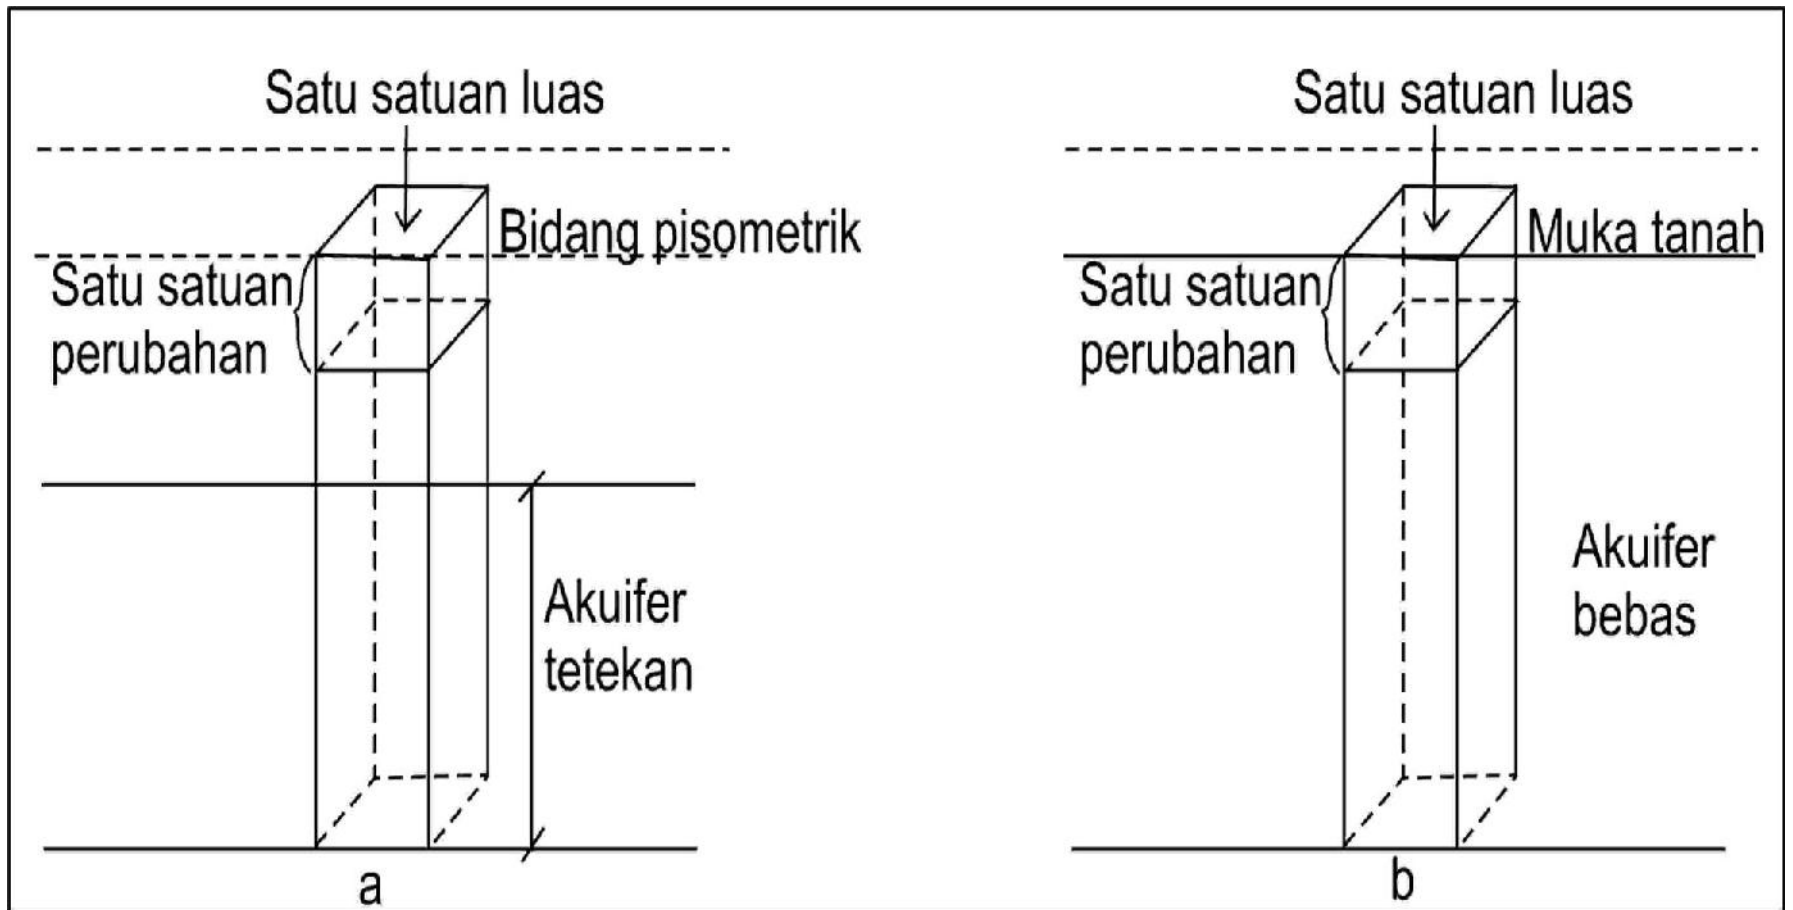 Satu satuan luas
Bidang pisometrik
Satu satuan
perubahan
Akuifer
tetekan
a
Satu satuan luas
Muka tanah
Satu satuan
perubahan
Akuifer
bebas
b